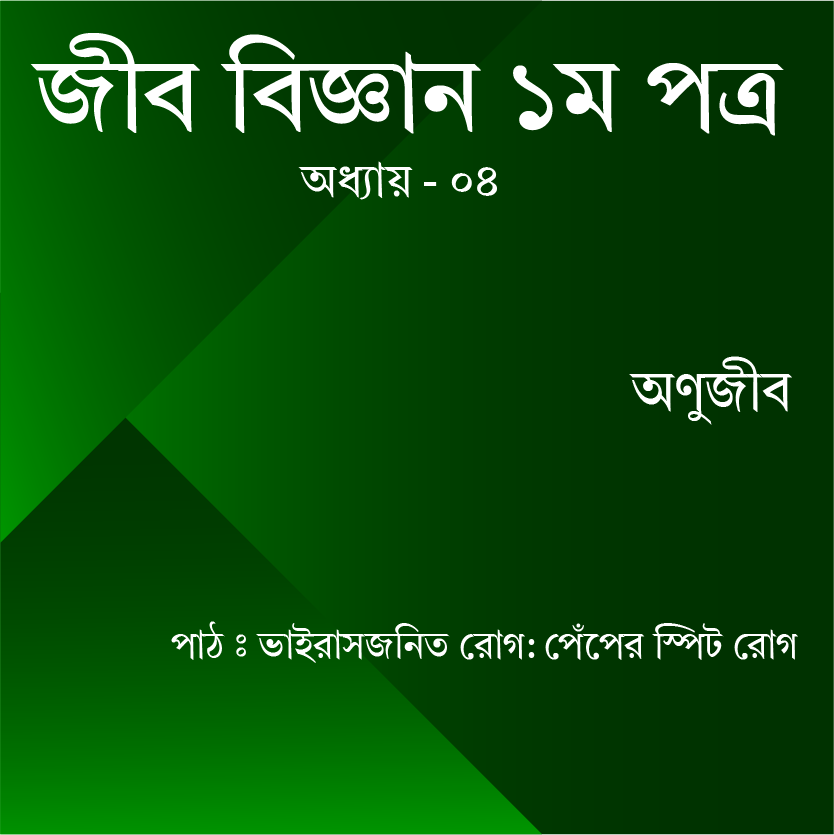 জীব বিজ্ঞান ১ম পত্র
অধ্যায় - ০৪
অণুজীব
পাঠ ঃ ভাইরাসজনিত রোগ: পেঁপের স্পিট রোগ